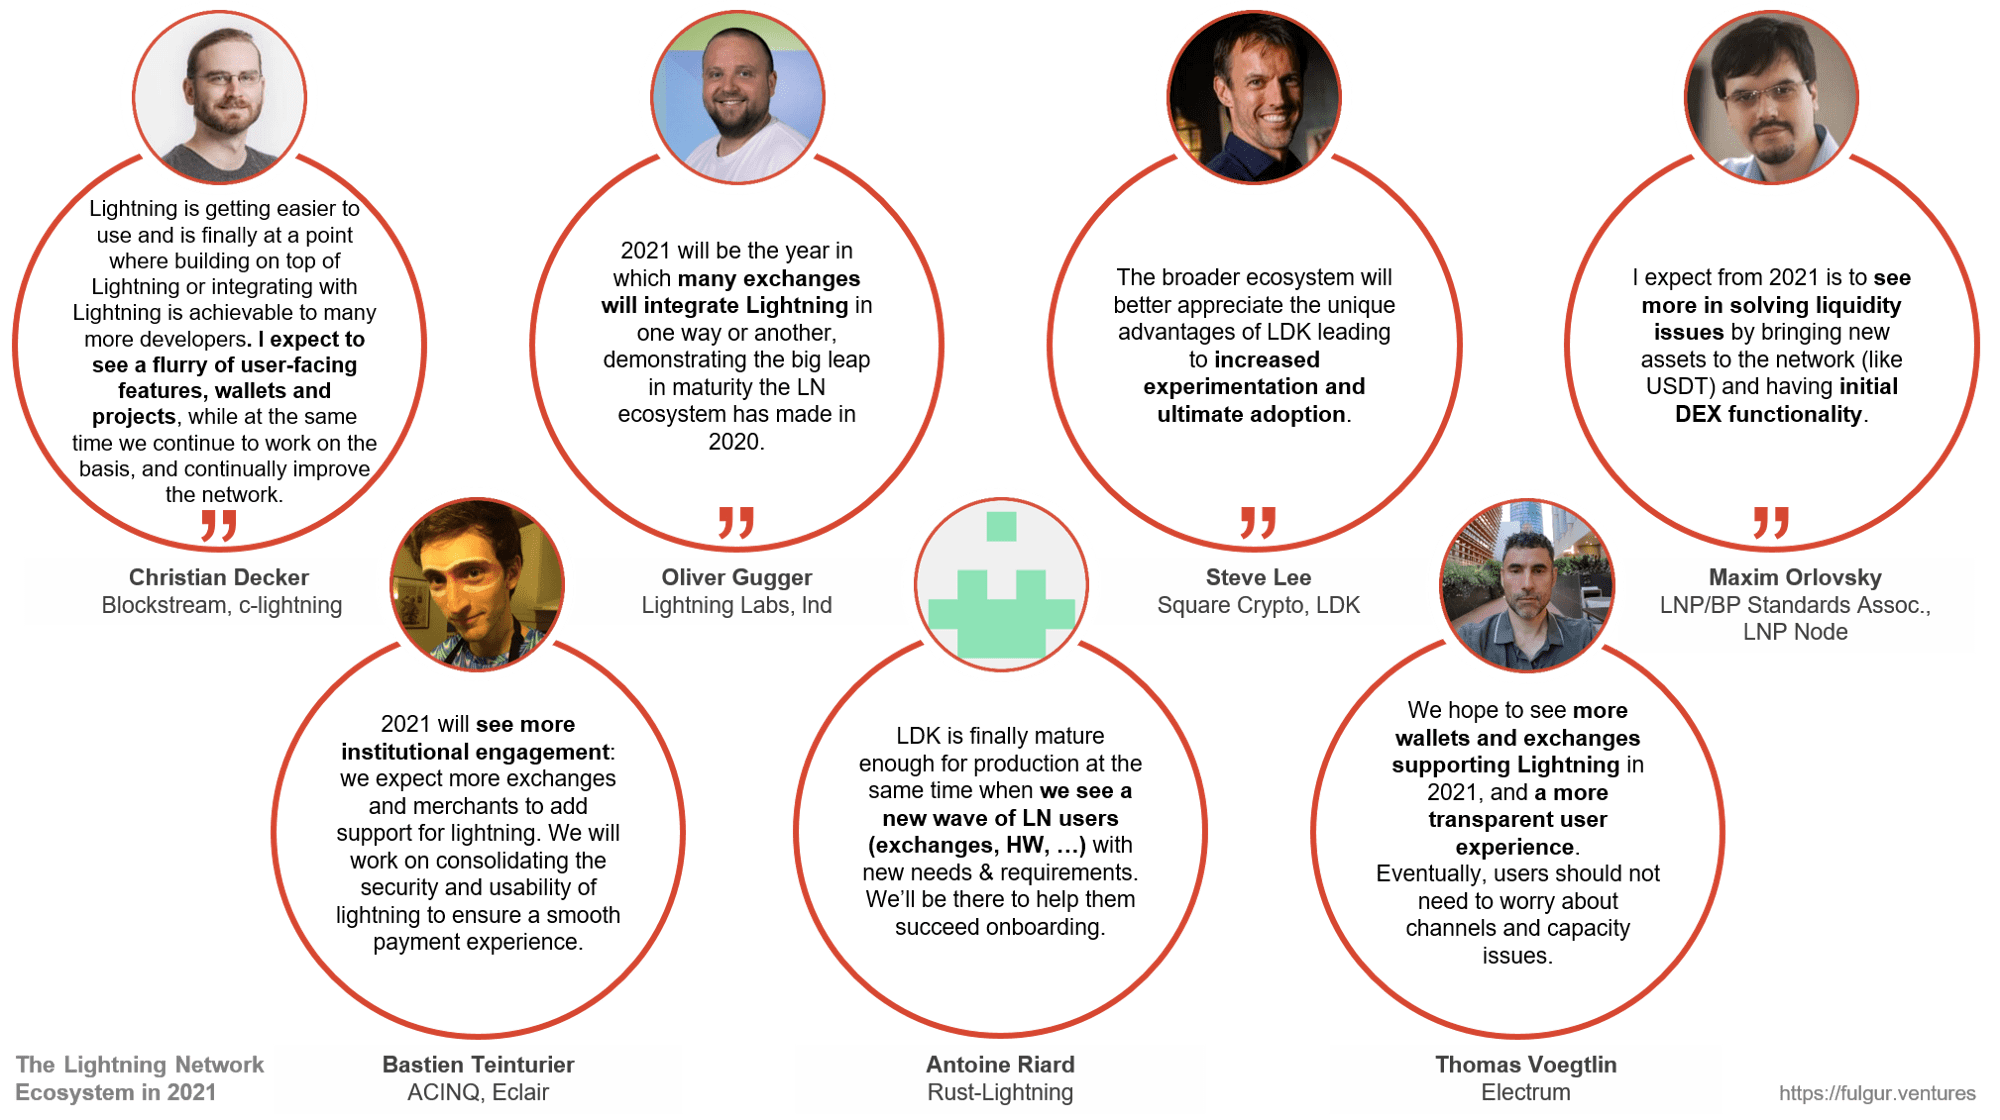 Lightning is getting easier to
use and is finally at a point
where building on top of
Lightning or integrating with
Lightning is achievable to many
more developers. I expect to
see a flurry of user-facing
features, wallets and
projects, while at the same
time we continue to work on the
basis, and continually improve
the network.
”
Christian Decker
Blockstream, c-lightning
2021 will be the year in
which many exchanges
will integrate Lightning in
one way or another,
demonstrating the big leap
in maturity the LN
ecosystem has made in
2020.
”
Oliver Gugger
Lightning Labs, lnd
The broader ecosystem will
better appreciate the unique
advantages of LDK leading
to increased
experimentation and
ultimate adoption.
”
Steve Lee
Square Crypto, LDK
I expect from 2021 is to see
more in solving liquidity
issues by bringing new
assets to the network (like
USDT) and having initial
DEX functionality.
”
Maxim Orlovsky
LNP/BP Standards Assoc.,
LNP Node
2021 will see more
institutional engagement:
we expect more exchanges
and merchants to add
support for lightning. We will
work on consolidating the
security and usability of
lightning to ensure a smooth
payment experience.
Bastien Teinturier
ACINQ, Eclair
LDK is finally mature
enough for production at the
same time when we see a
new wave of LN users
(exchanges, HW, …) with
new needs & requirements.
We’ll be there to help them
succeed onboarding.
Antoine Riard
Rust-Lightning
We hope to see more
wallets and exchanges
supporting Lightning in
2021, and a more
transparent user
experience.
Eventually, users should not
need to worry about
channels and capacity
issues.
Thomas Voegtlin
Electrum
The Lightning Network
Ecosystem in 2021
https://fulgur.ventures